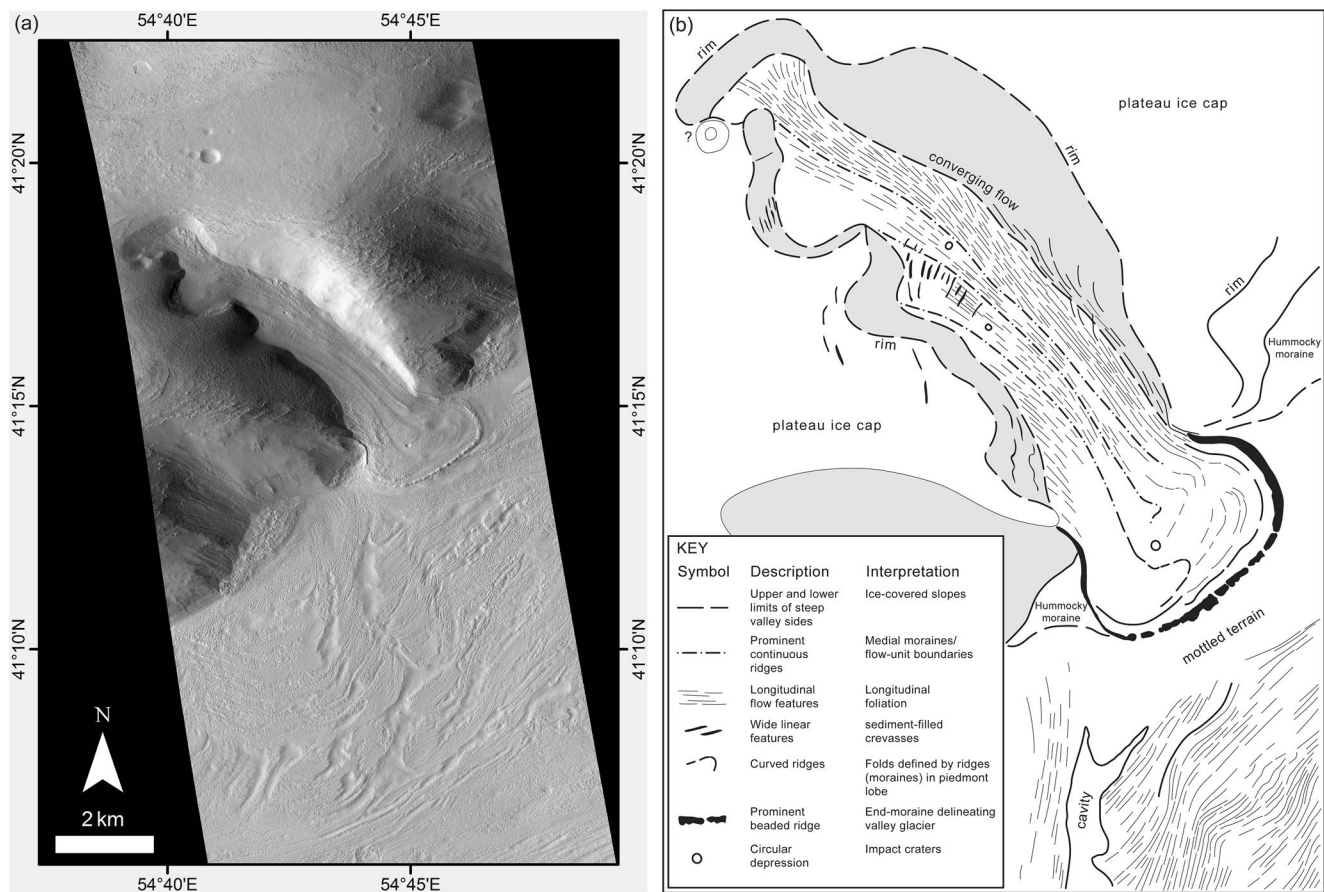 (a)
54°40'E
54°45'E
41°20'N
41°15'N
41°10'N
41°20'N
41°15'N
41°10'N
N
2 km
54°40'E
54°45'E
(b)
rim
plateau ice cap
?
rim
converging flow
rim
Hummocky
moraine
rim
plateau ice cap
Hummocky
moraine
mottled terrain
cavity
KEY
Symbol Description Interpretation
Upper and lower Ice-covered slopes
limits of steep
valley sides
Prominent Medial moraines/
continuous flow-unit boundaries
ridges
Longitudinal Longitudinal
flow features foliation
Wide linear sediment-filled
features crevasses
Curved ridges Folds defined by ridges
(moraines) in piedmont
lobe
Prominent End-moraine delineating
beaded ridge valley glacier
Circular Impact craters
depression